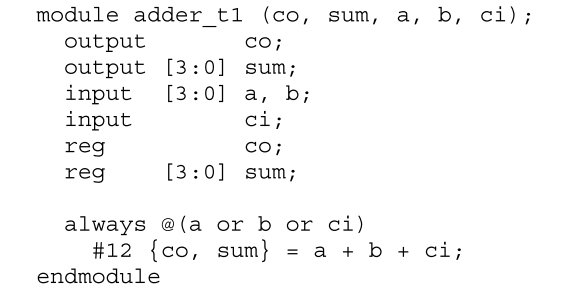 module adder_t1 (co, sum, a, b, ci);
output co;
output [3:0] sum;
input [3:0] a, b;
input ci;
reg co;
reg [3:0] sum;
always @(a or b or ci)
#12 {co, sum} = a + b + ci;
endmodule